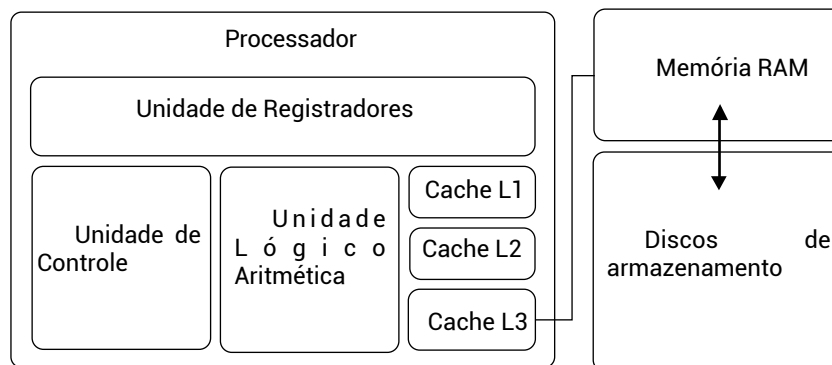 Processador
Memória RAM
Unidade de Registradores
Unidade de
Controle
Unidade
Lógico
Aritmética
Cache L1
Cache L2
Cache L3
Discos de
armazenamento